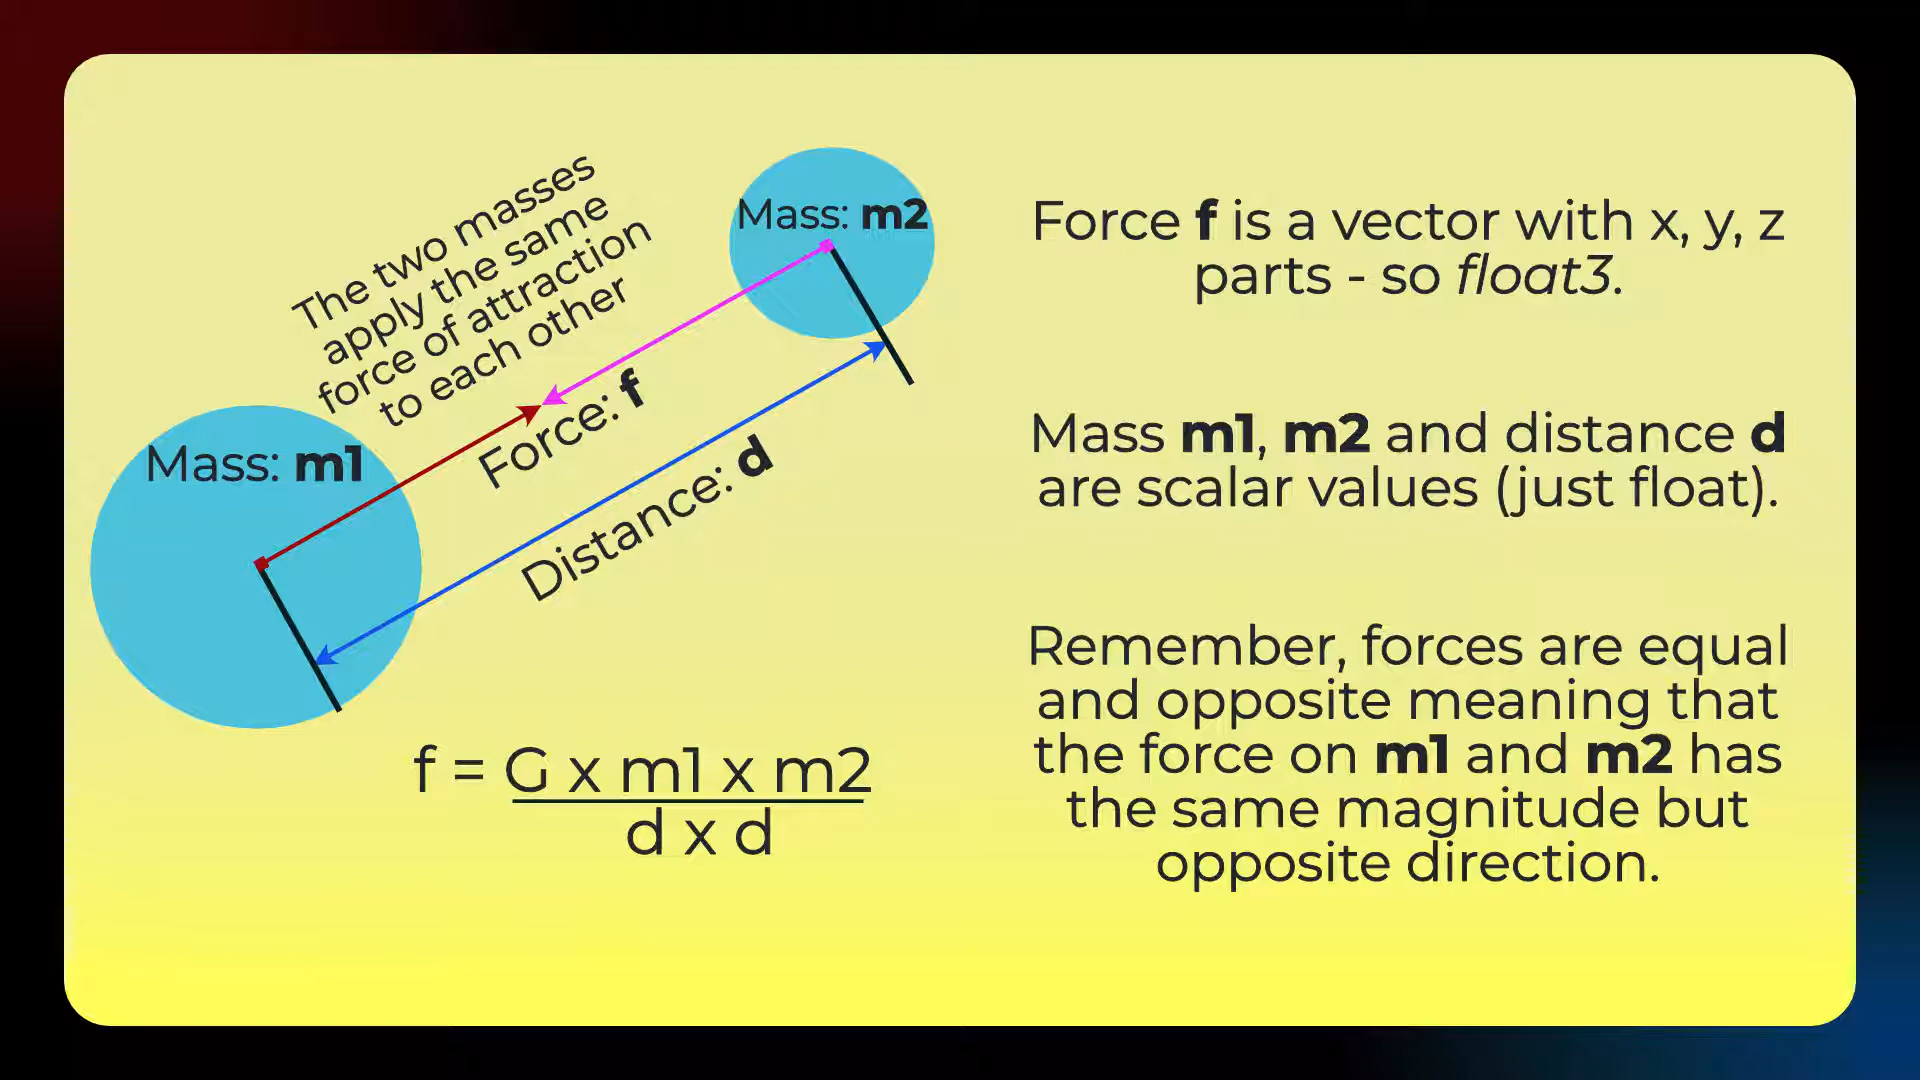 The two masses
apply the same
force of attraction
to each other
Mass: m2
Mass: m1
Force: f
Distance: d
f = G x m1 x m2
d x d
Force f is a vector with x, y, z
parts - so float3.
Mass m1, m2 and distance d
are scalar values (just float).
Remember, forces are equal
and opposite meaning that
the force on m1 and m2 has
the same magnitude but
opposite direction.